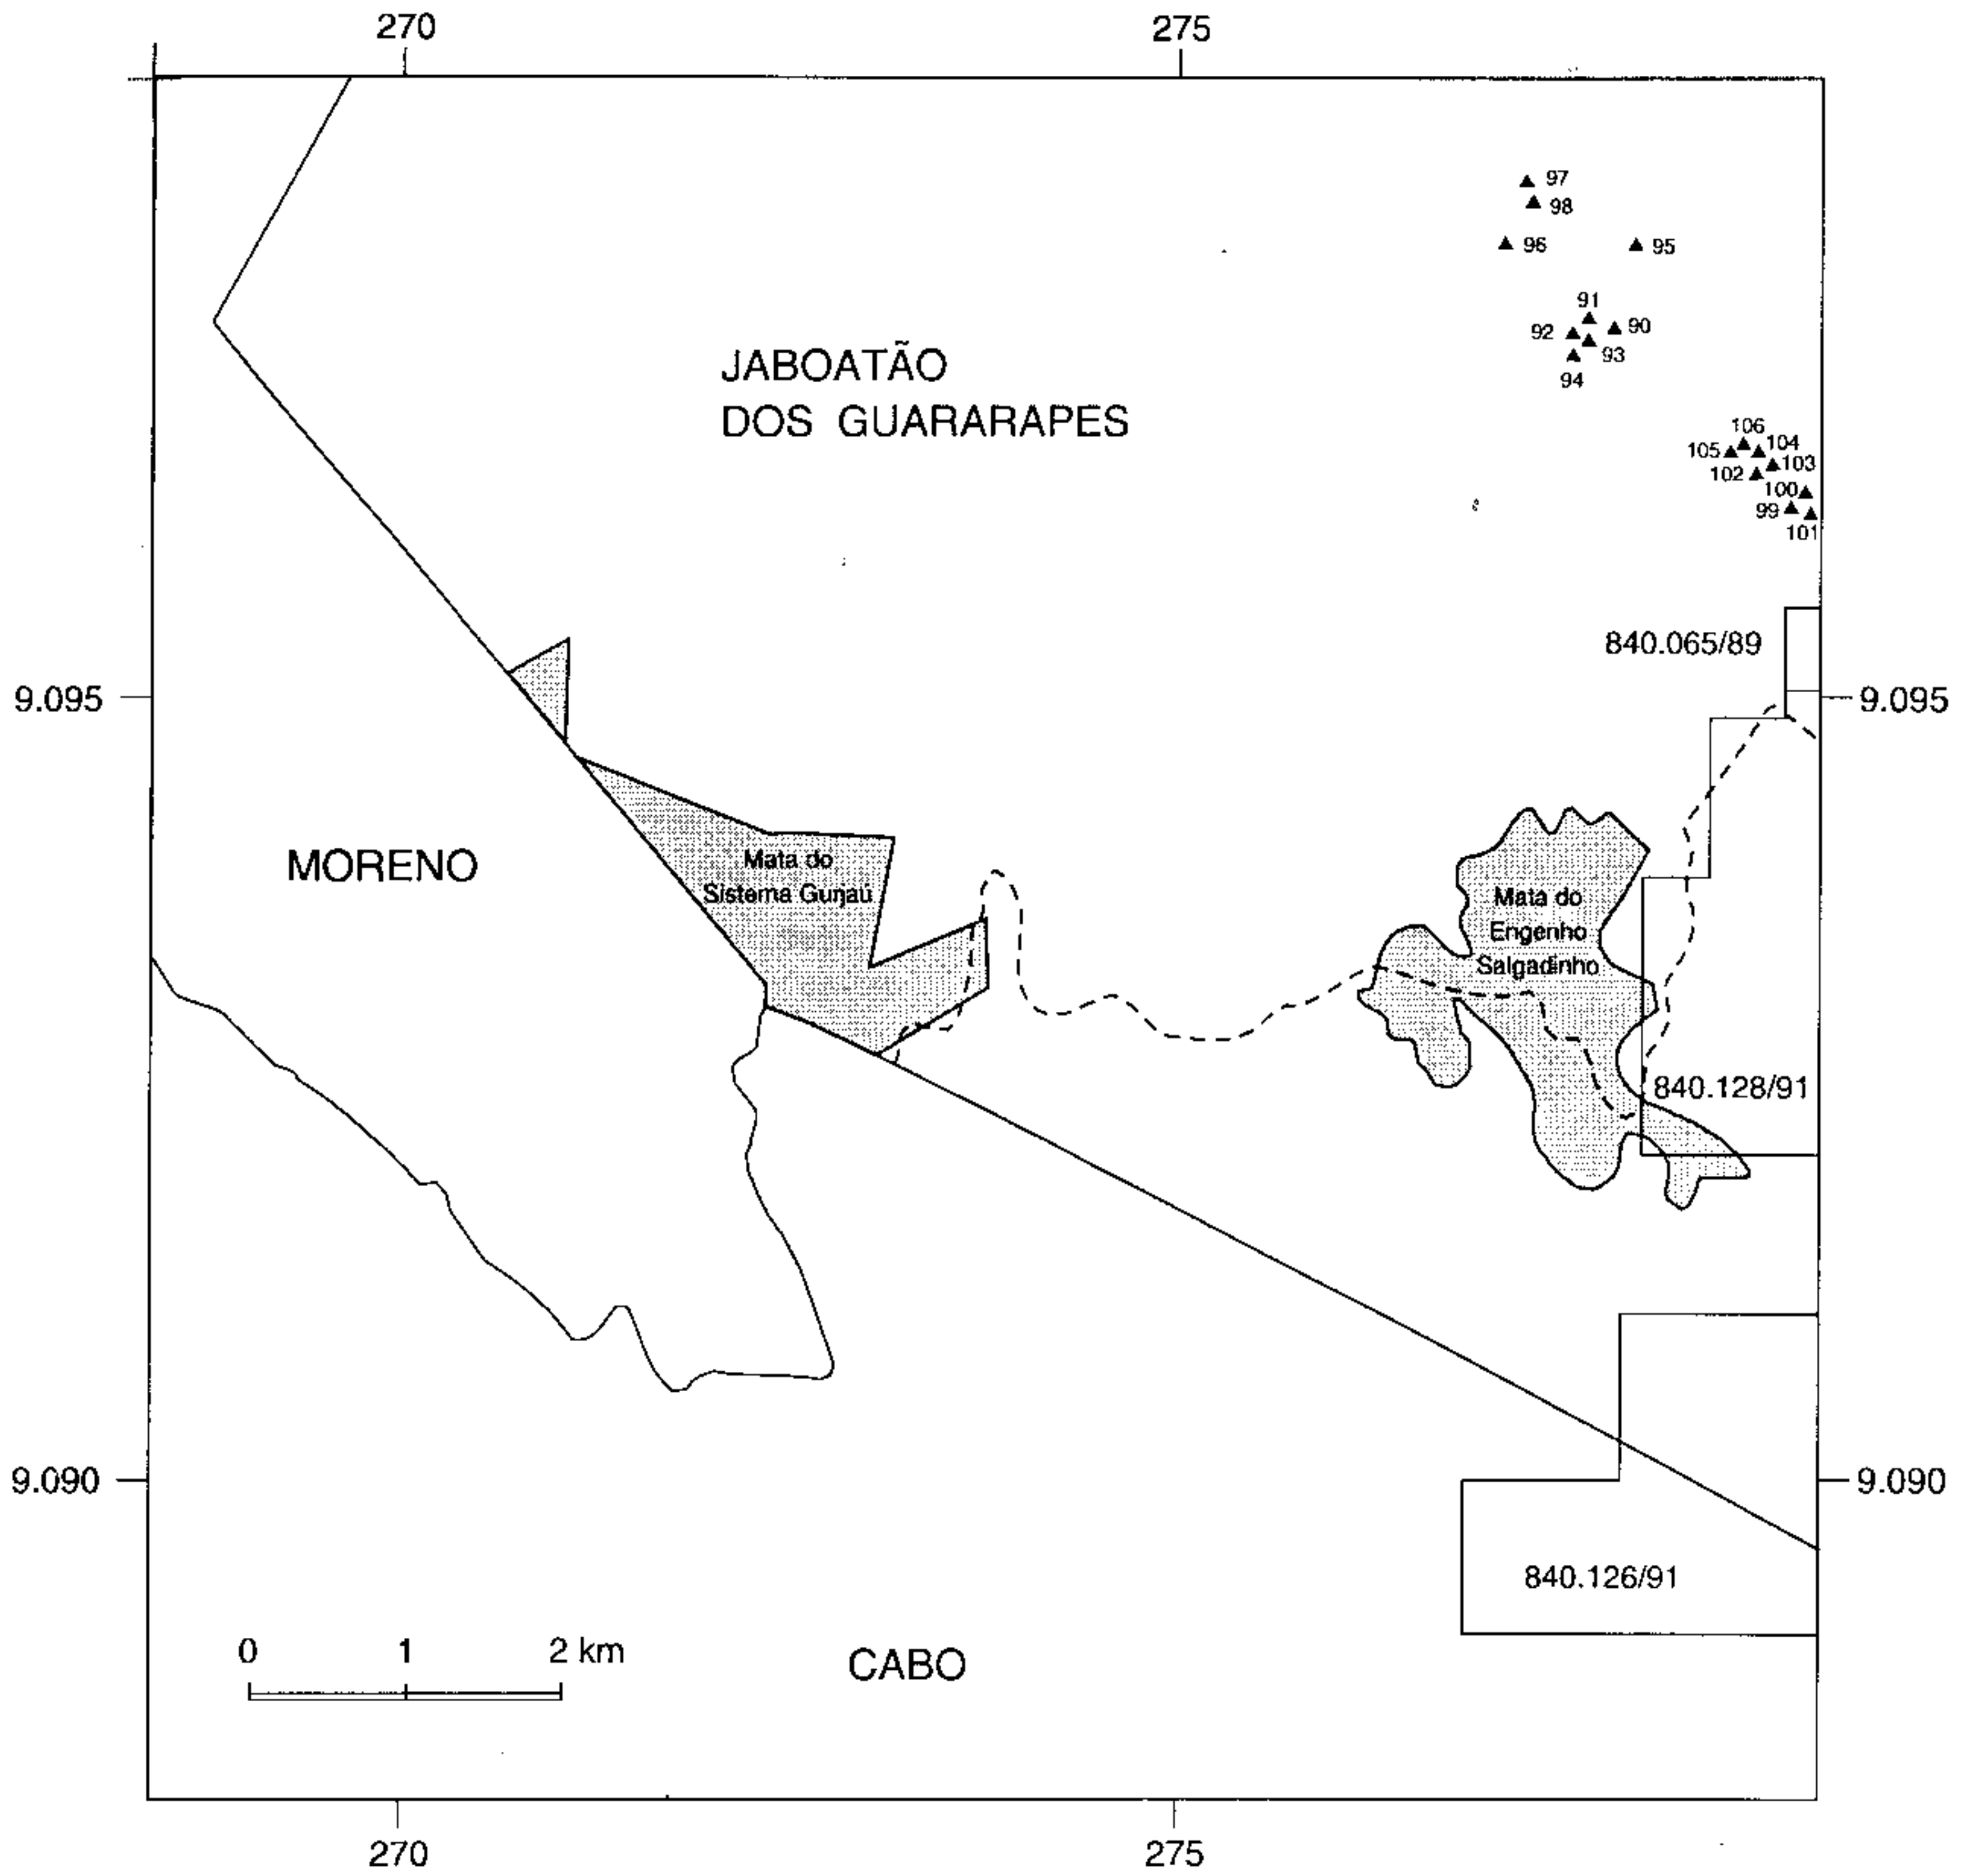 270
275
97
98
96
95
91
92
90
93
94
JABOATÃO
DOS GUARARAPES
106
105
104
103
102
100
99
101
840.065/89
9.095
9.095
MORENO
Mata do
Sistema Gurjaú
Mata do
Engenho
Salgadinho
840.128/91
9.090
9.090
840.126/91
0 1 2 km
CABO
270
275